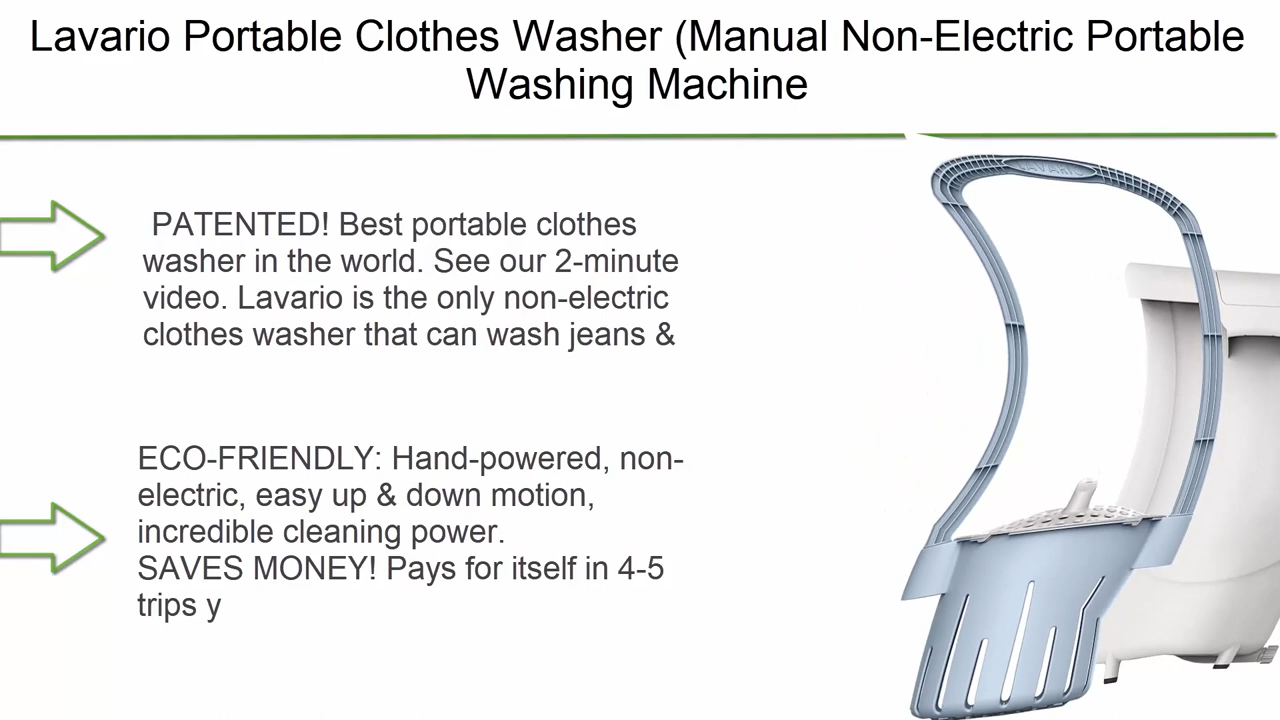 Lavario Portable Clothes Washer (Manual Non-Electric Portable
Washing Machine
LAVARIO
PATENTED! Best portable clothes
washer in the world. See our 2-minute
video. Lavario is the only non-electric
clothes washer that can wash jeans &
ECO-FRIENDLY: Hand-powered, non-
electric, easy up & down motion,
incredible cleaning power.
SAVES MONEY! Pays for itself in 4-5
trips y